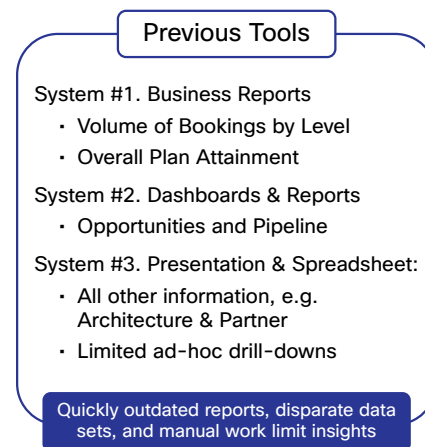 Previous Tools
System #1. Business Reports
· Volume of Bookings by Level
· Overall Plan Attainment
System #2. Dashboards & Reports
· Opportunities and Pipeline
System #3. Presentation & Spreadsheet:
· All other information, e.g.
Architecture & Partner
· Limited ad-hoc drill-downs
Quickly outdated reports, disparate data
sets, and manual work limit insights